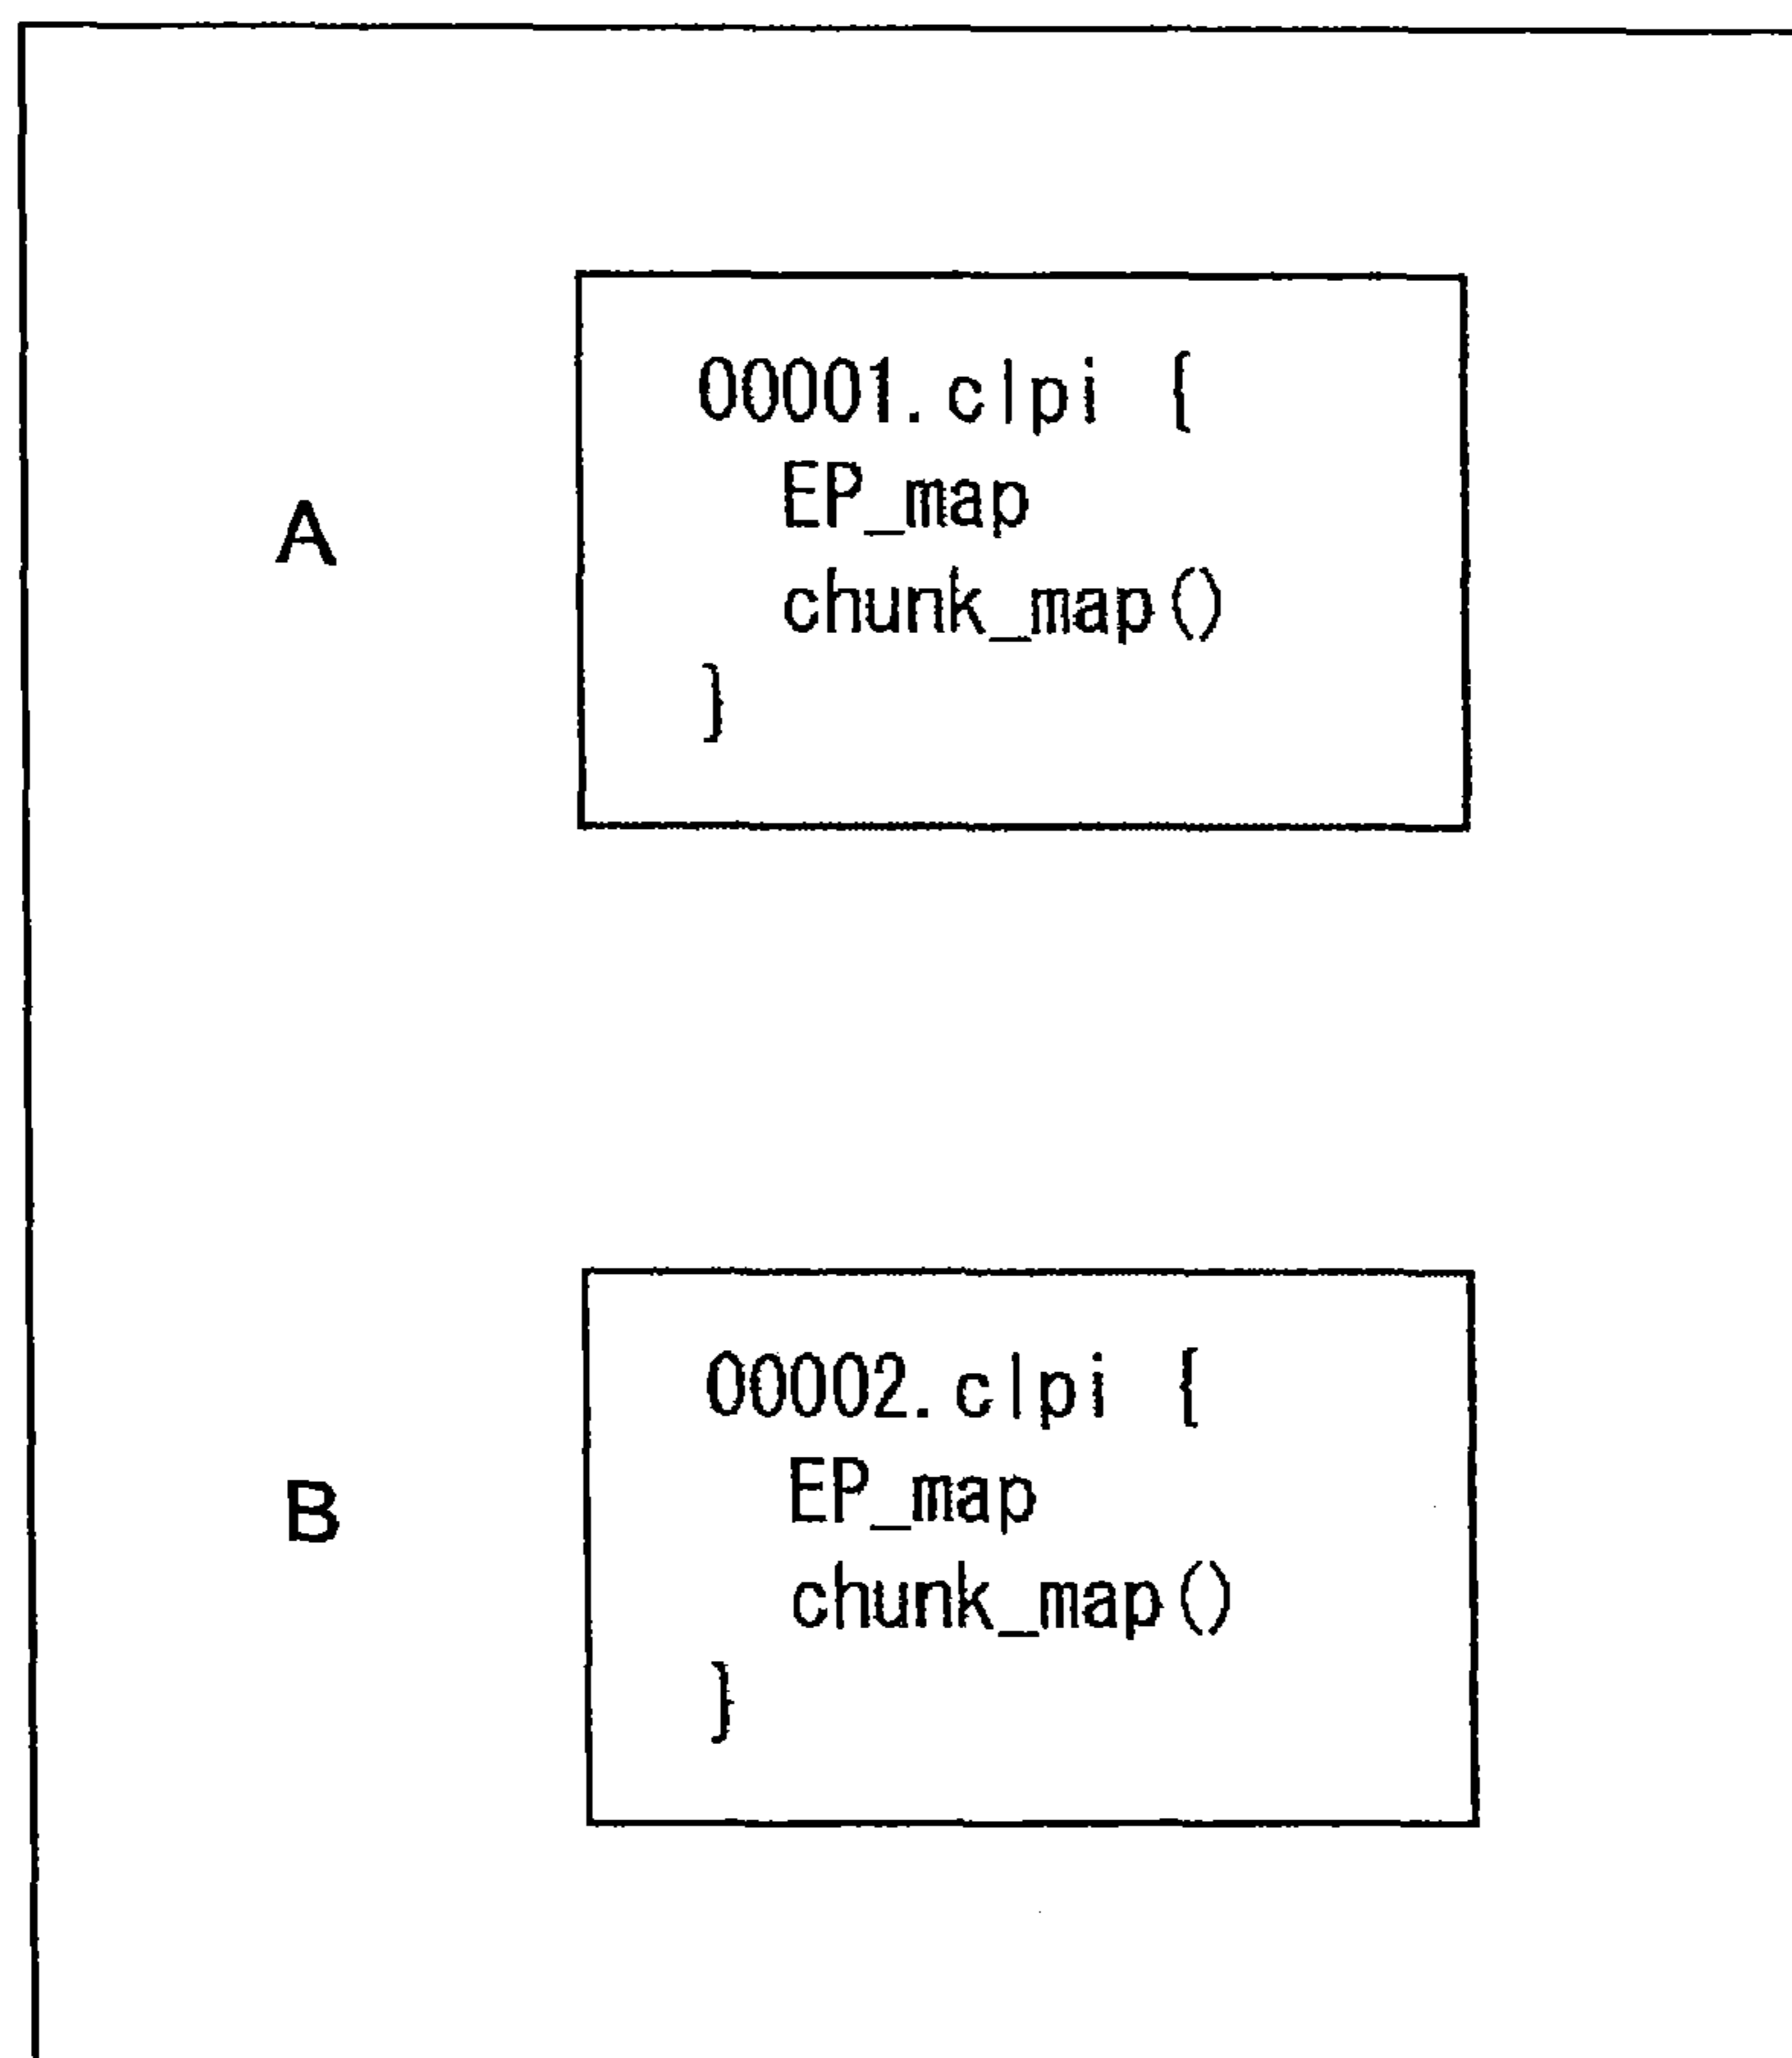 A
00001.clpi {
EP_map
chunk_map()
}
B
00002.clpi {
EP_map
chunk_map()
}